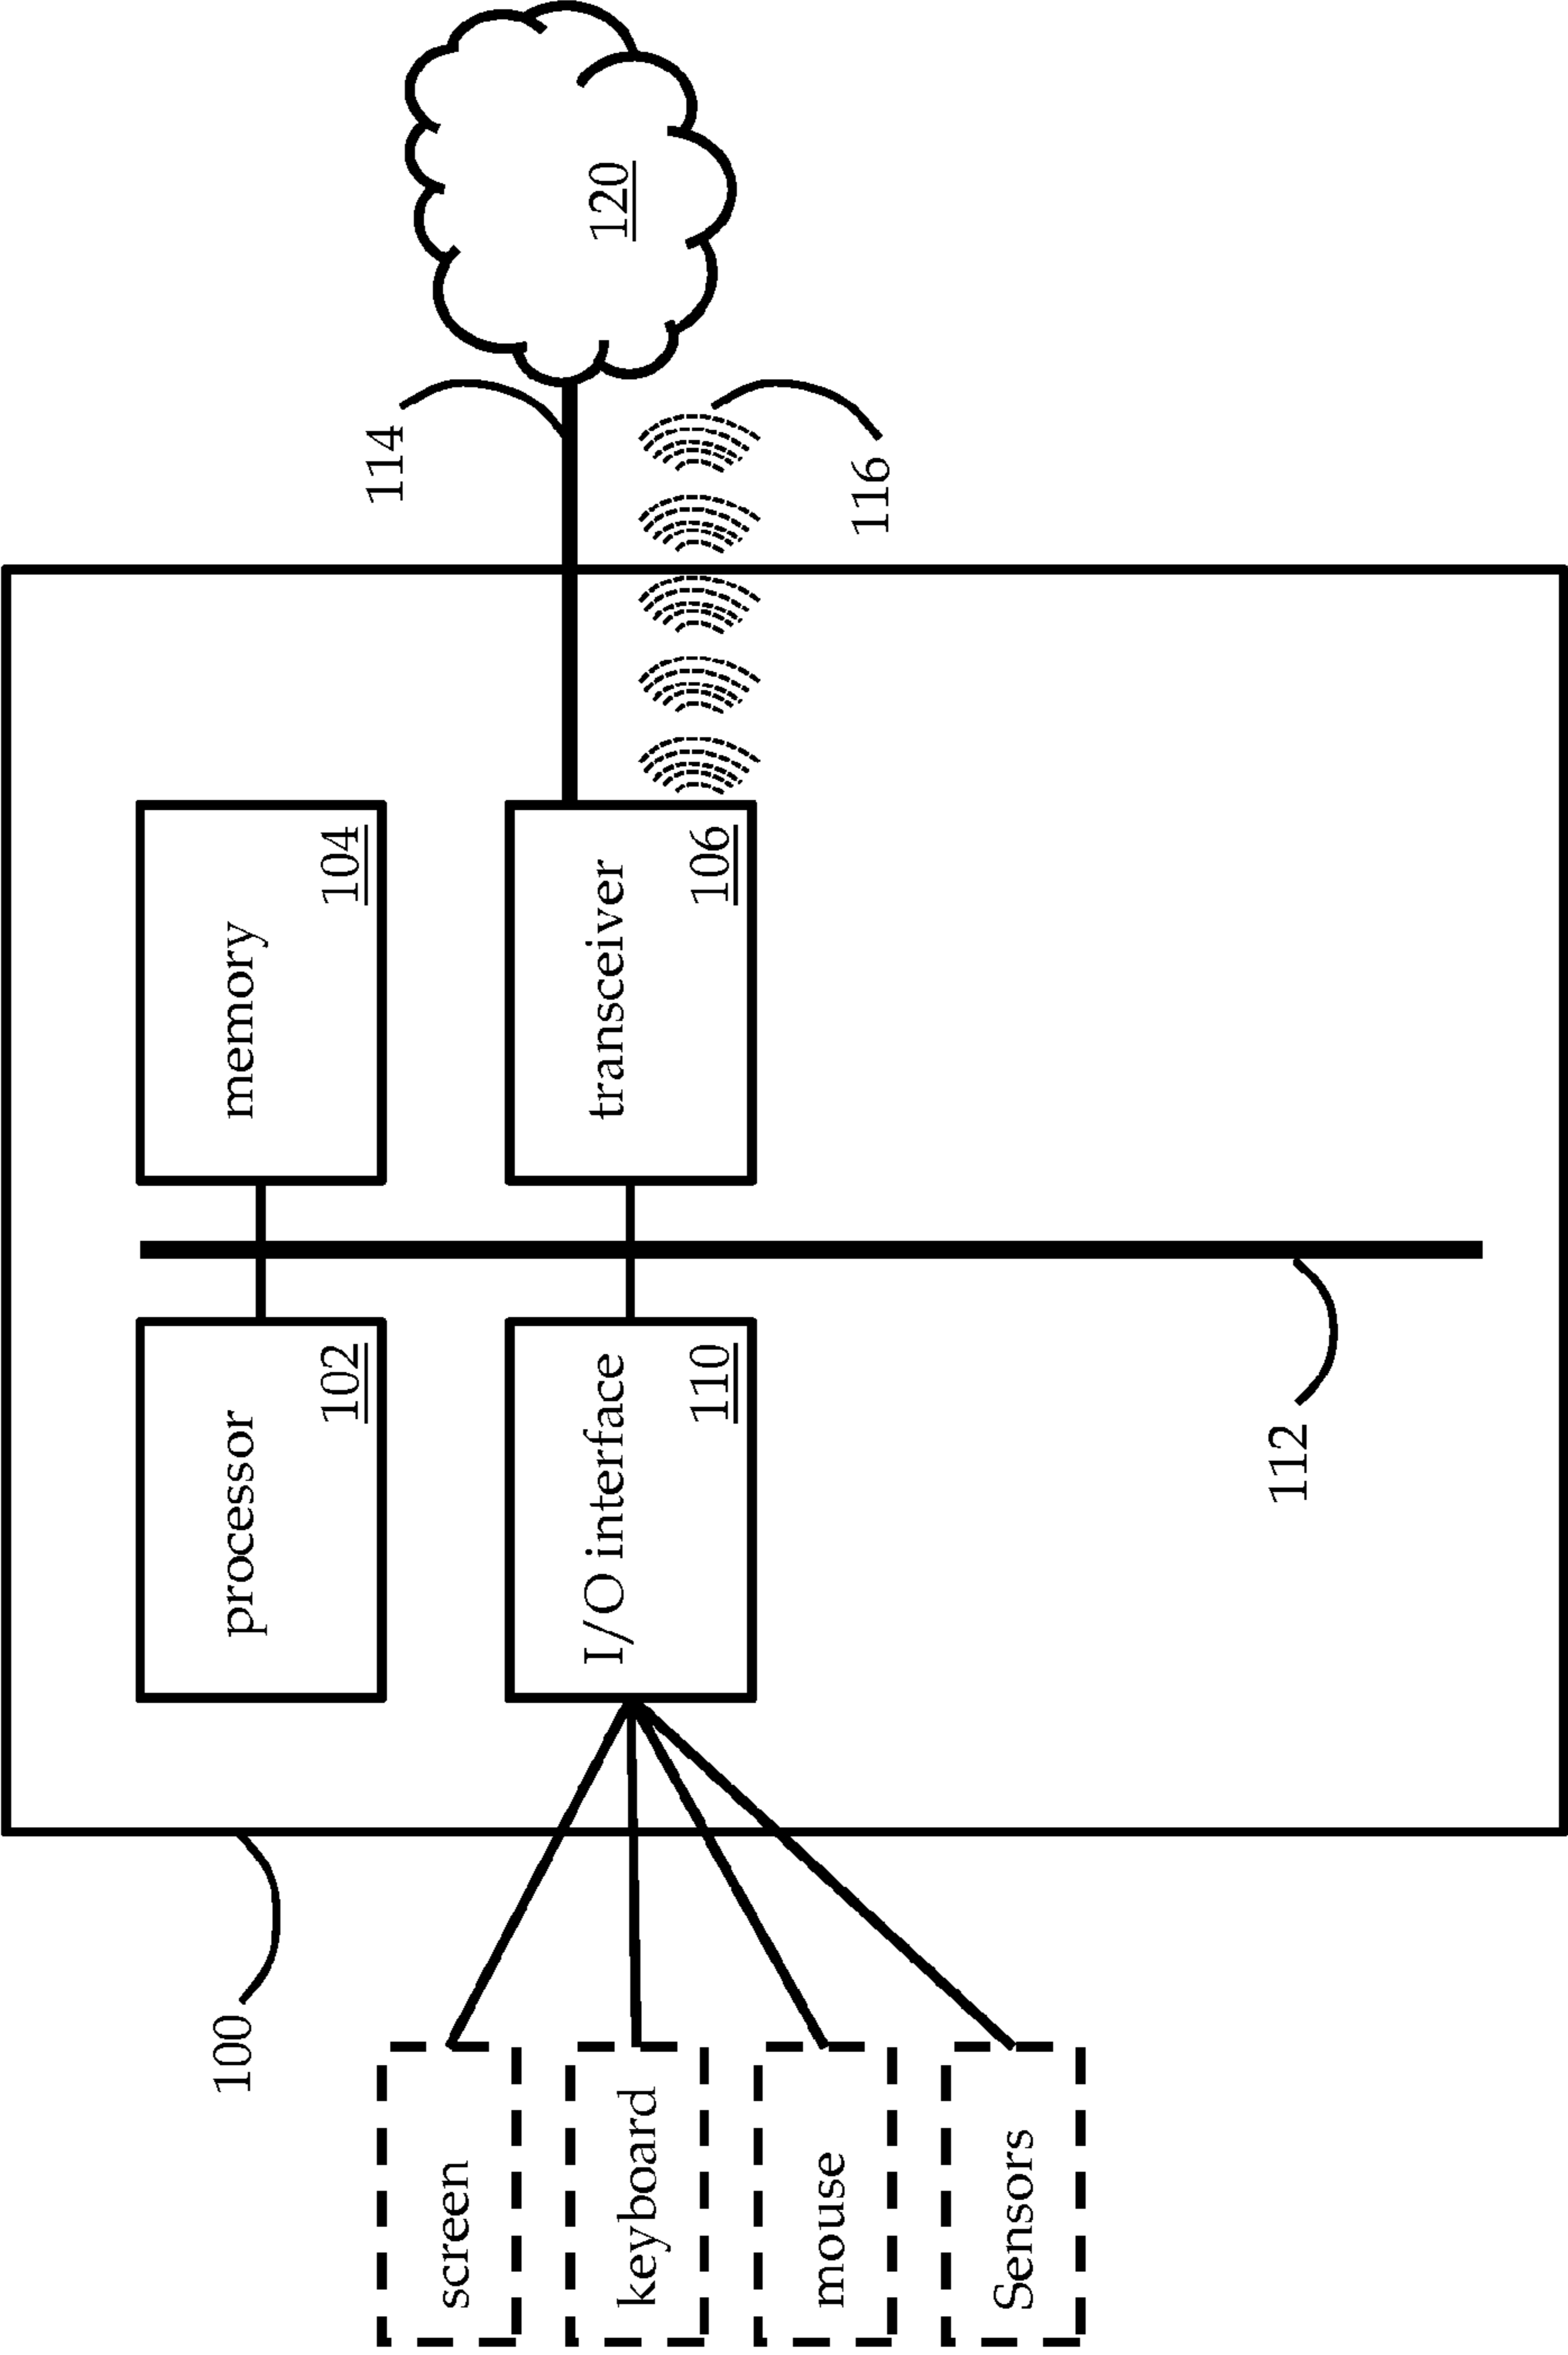 100
processor
102
memory
104
114
120
screen
I/O interface
110
transceiver
106
keyboard
116
mouse
Sensors
112